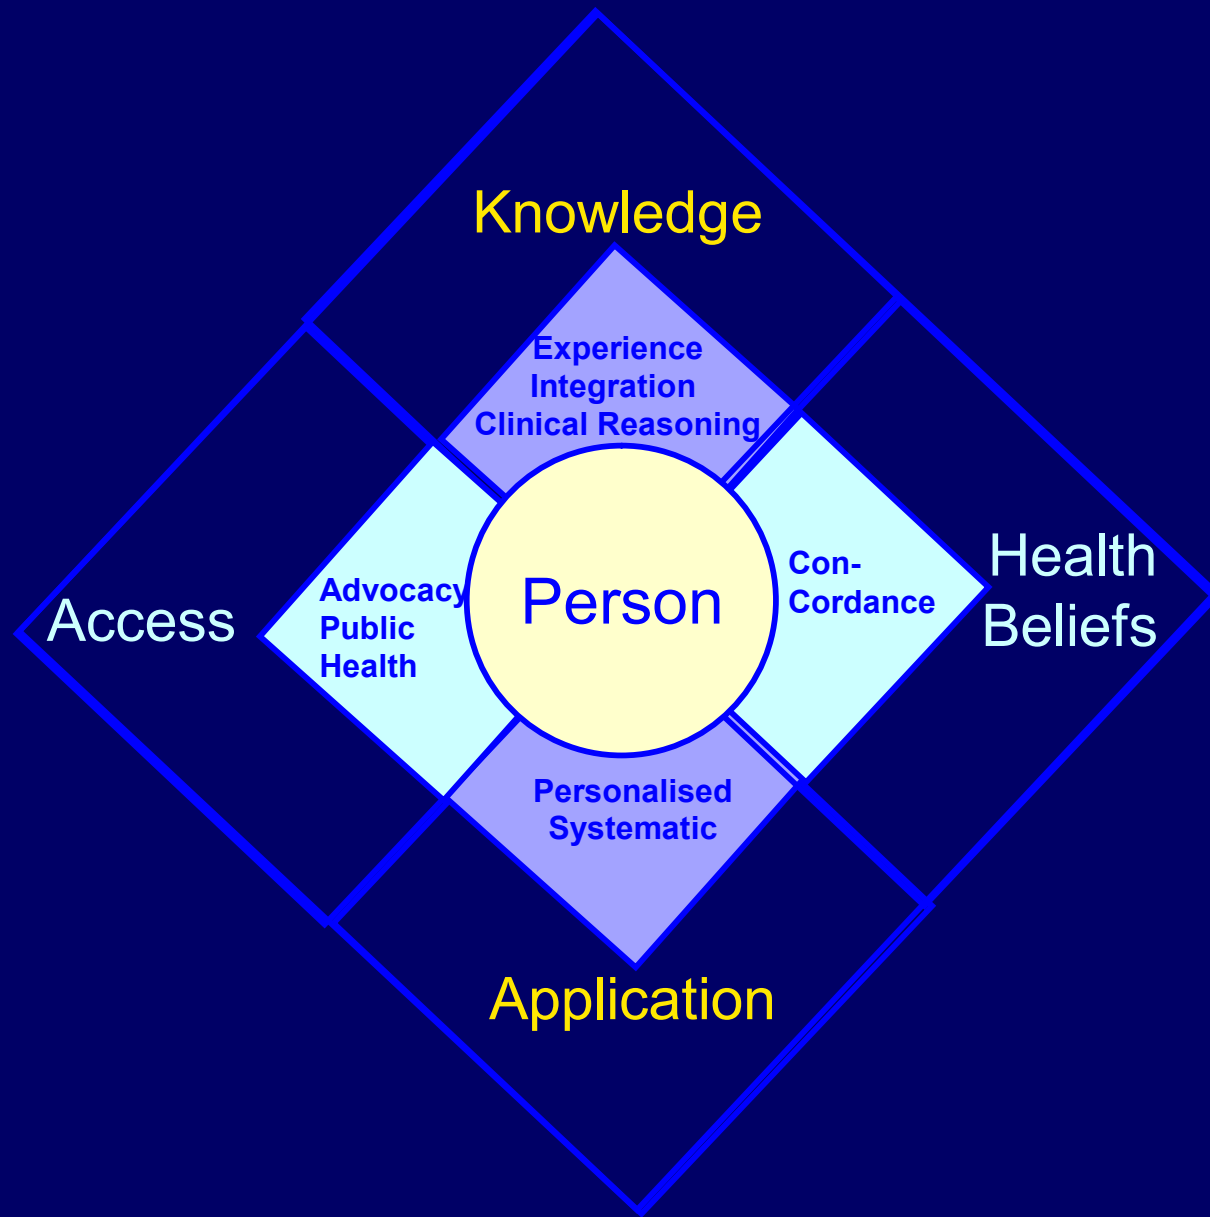 Knowledge
Experience
Integration
Clinical Reasoning
Access
Advocacy
Public
Health
Person
Con-
Cordance
Health
Beliefs
Personalised
Systematic
Application